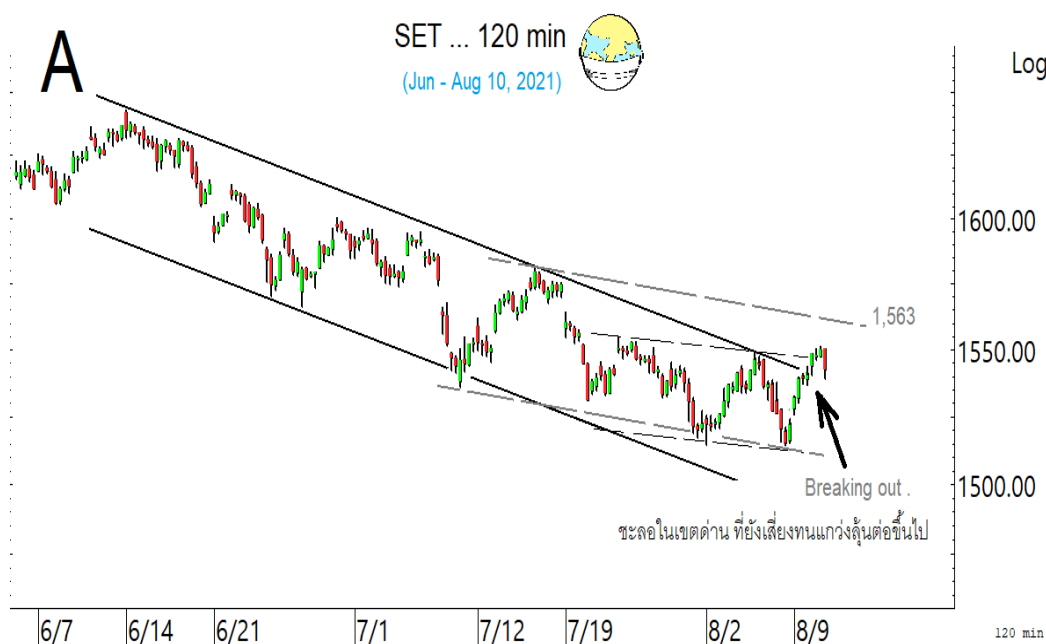 A
SET ... 120 min
(Jun - Aug 10, 2021)
Log
1600.00
1,563
1550.00
1500.00
Breaking out .
ชะลอในเขตด่าน ที่ยังเสี่ยงทนแกว่งลุ้นต่อขึ้นไป
6/7 6/14 6/21 7/1 7/12 7/19 8/2 8/9
120 min